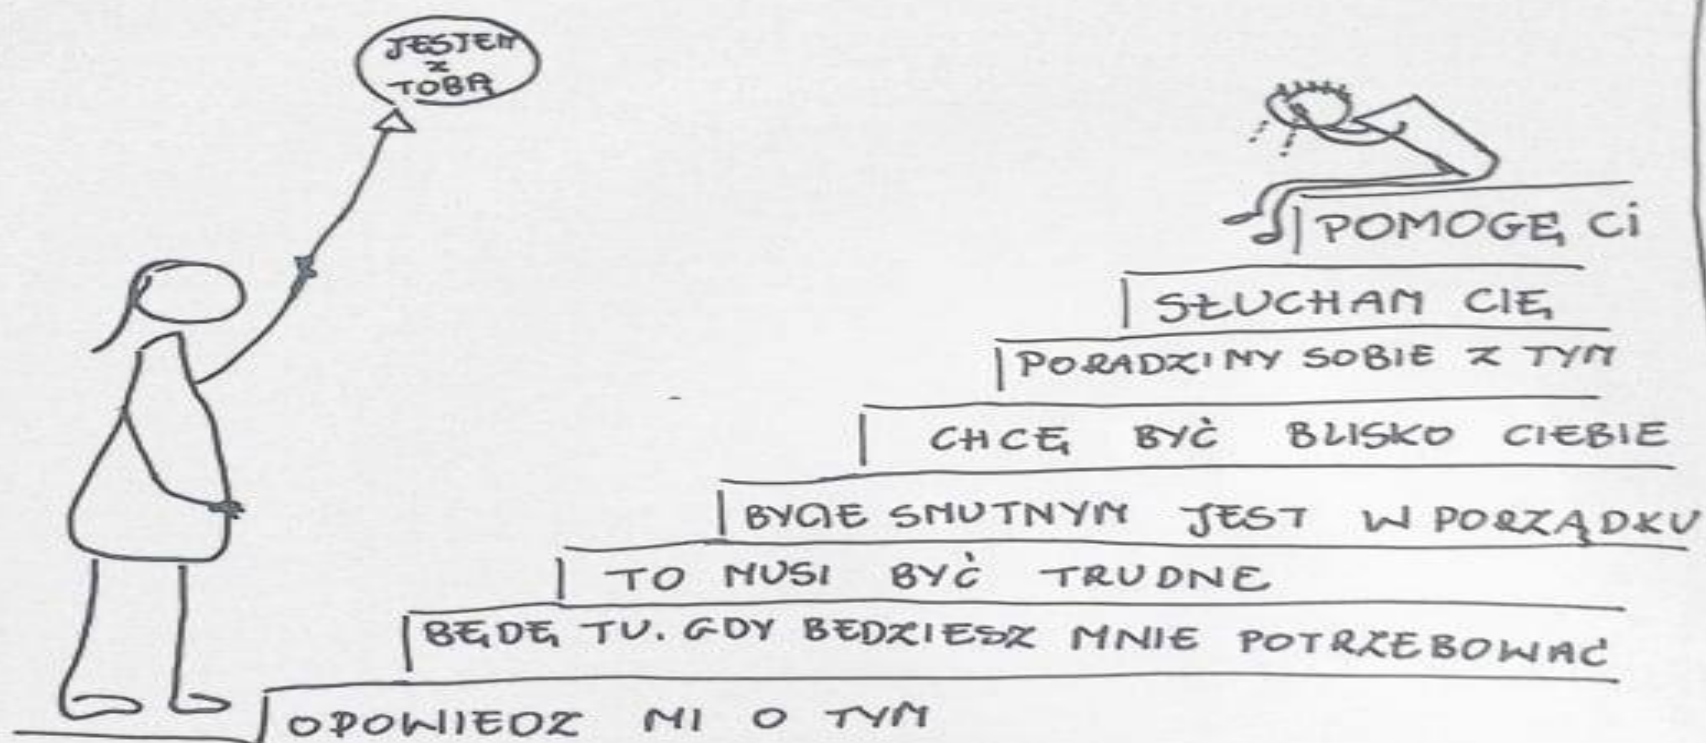 JESTEM
Z
TOBĄ
POMOGĘ Ci
SŁUCHAM CIĘ
PORADZIMY SOBIE Z TYM
CHCĘ BYĆ BLISKO CIEBIE
BYCIE SMUTNYM JEST W PORZĄDKU
TO MUSI BYĆ TRUDNE
BĘDĘ TU. GDY BEDZIESZ MNIE POTRZEBOWAĆ
OPOWIEDZ MI O TYM